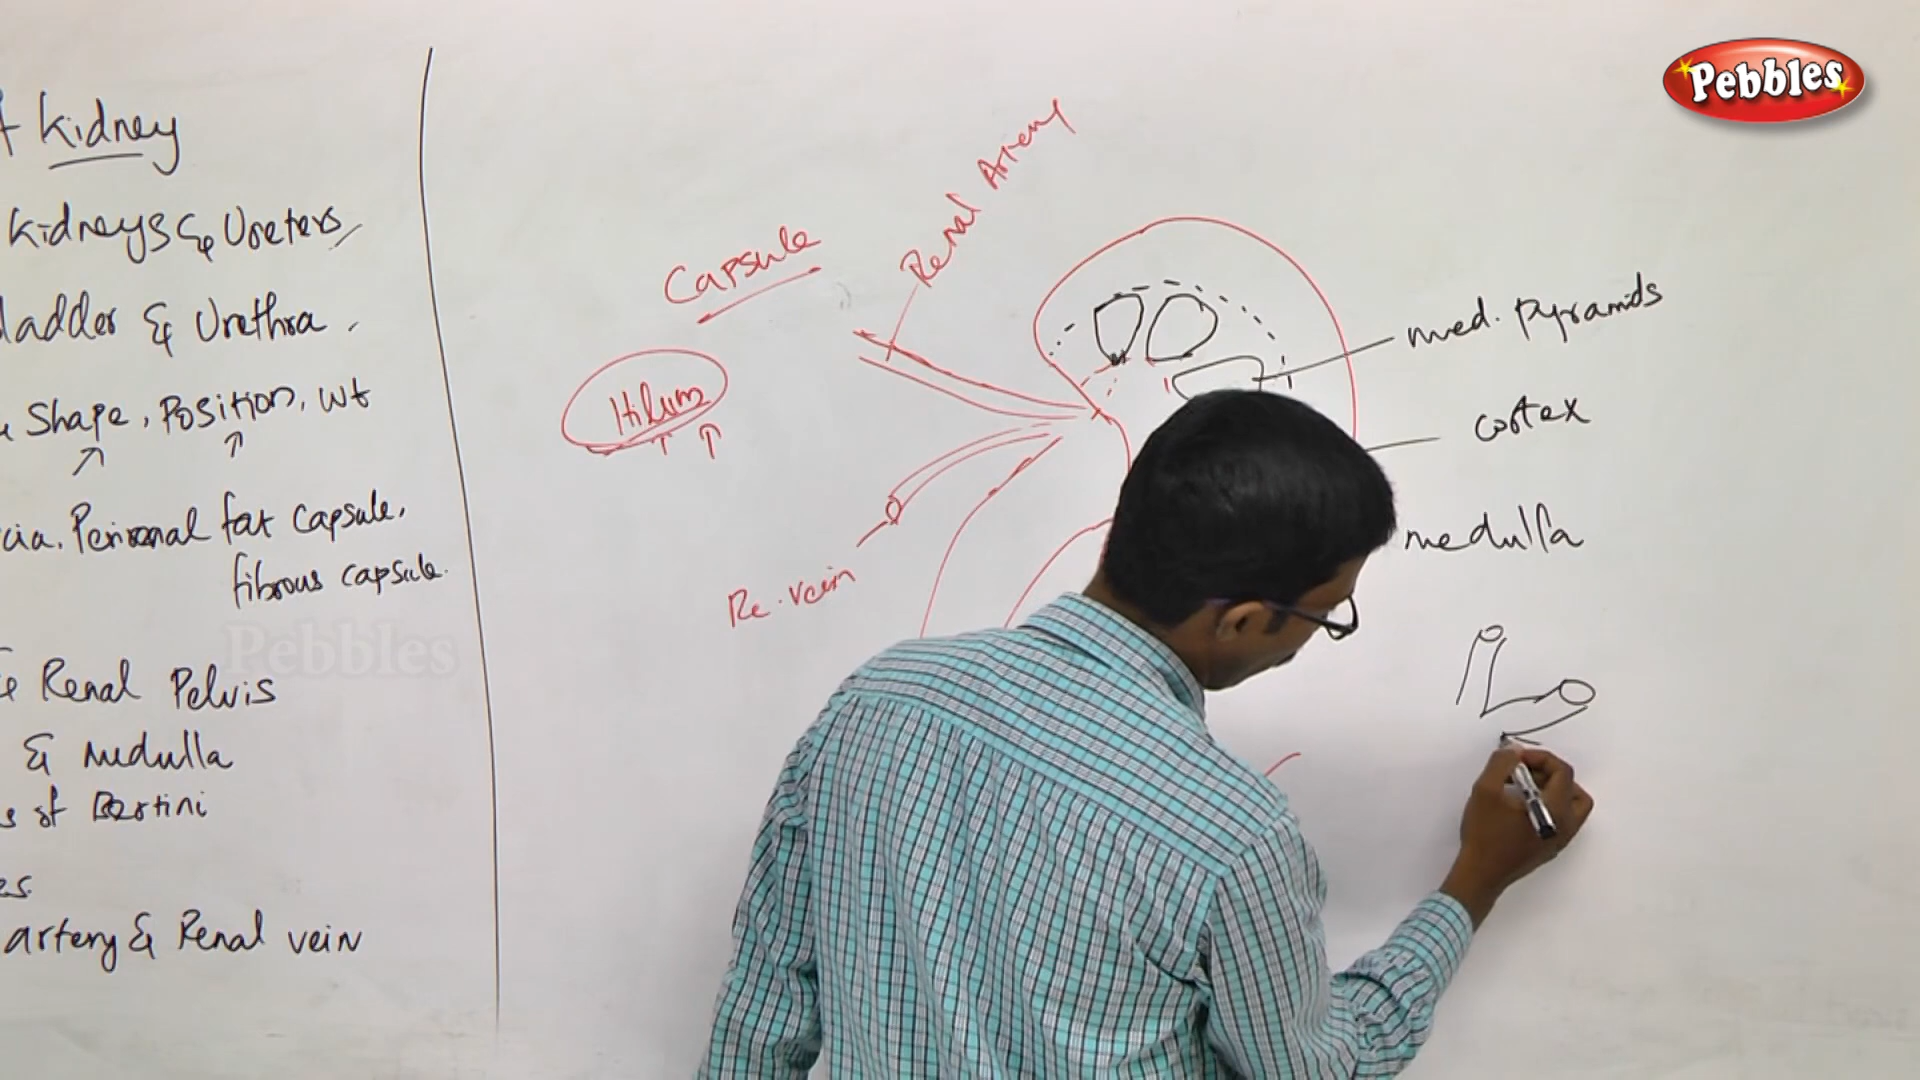 Kidney
Kidneys & Ureters
ladder & Urethra
Shape, Position, wt
cia, Perirenal fat capsule,
fibrous capsule.
Pebbles
Renal Pelvis
& medulla
s of Bertini
es
artery & Renal vein
Pebbles
Renal Artery
Capsule
Hilum
Re. vein
med. pyramids
cortex
medulla